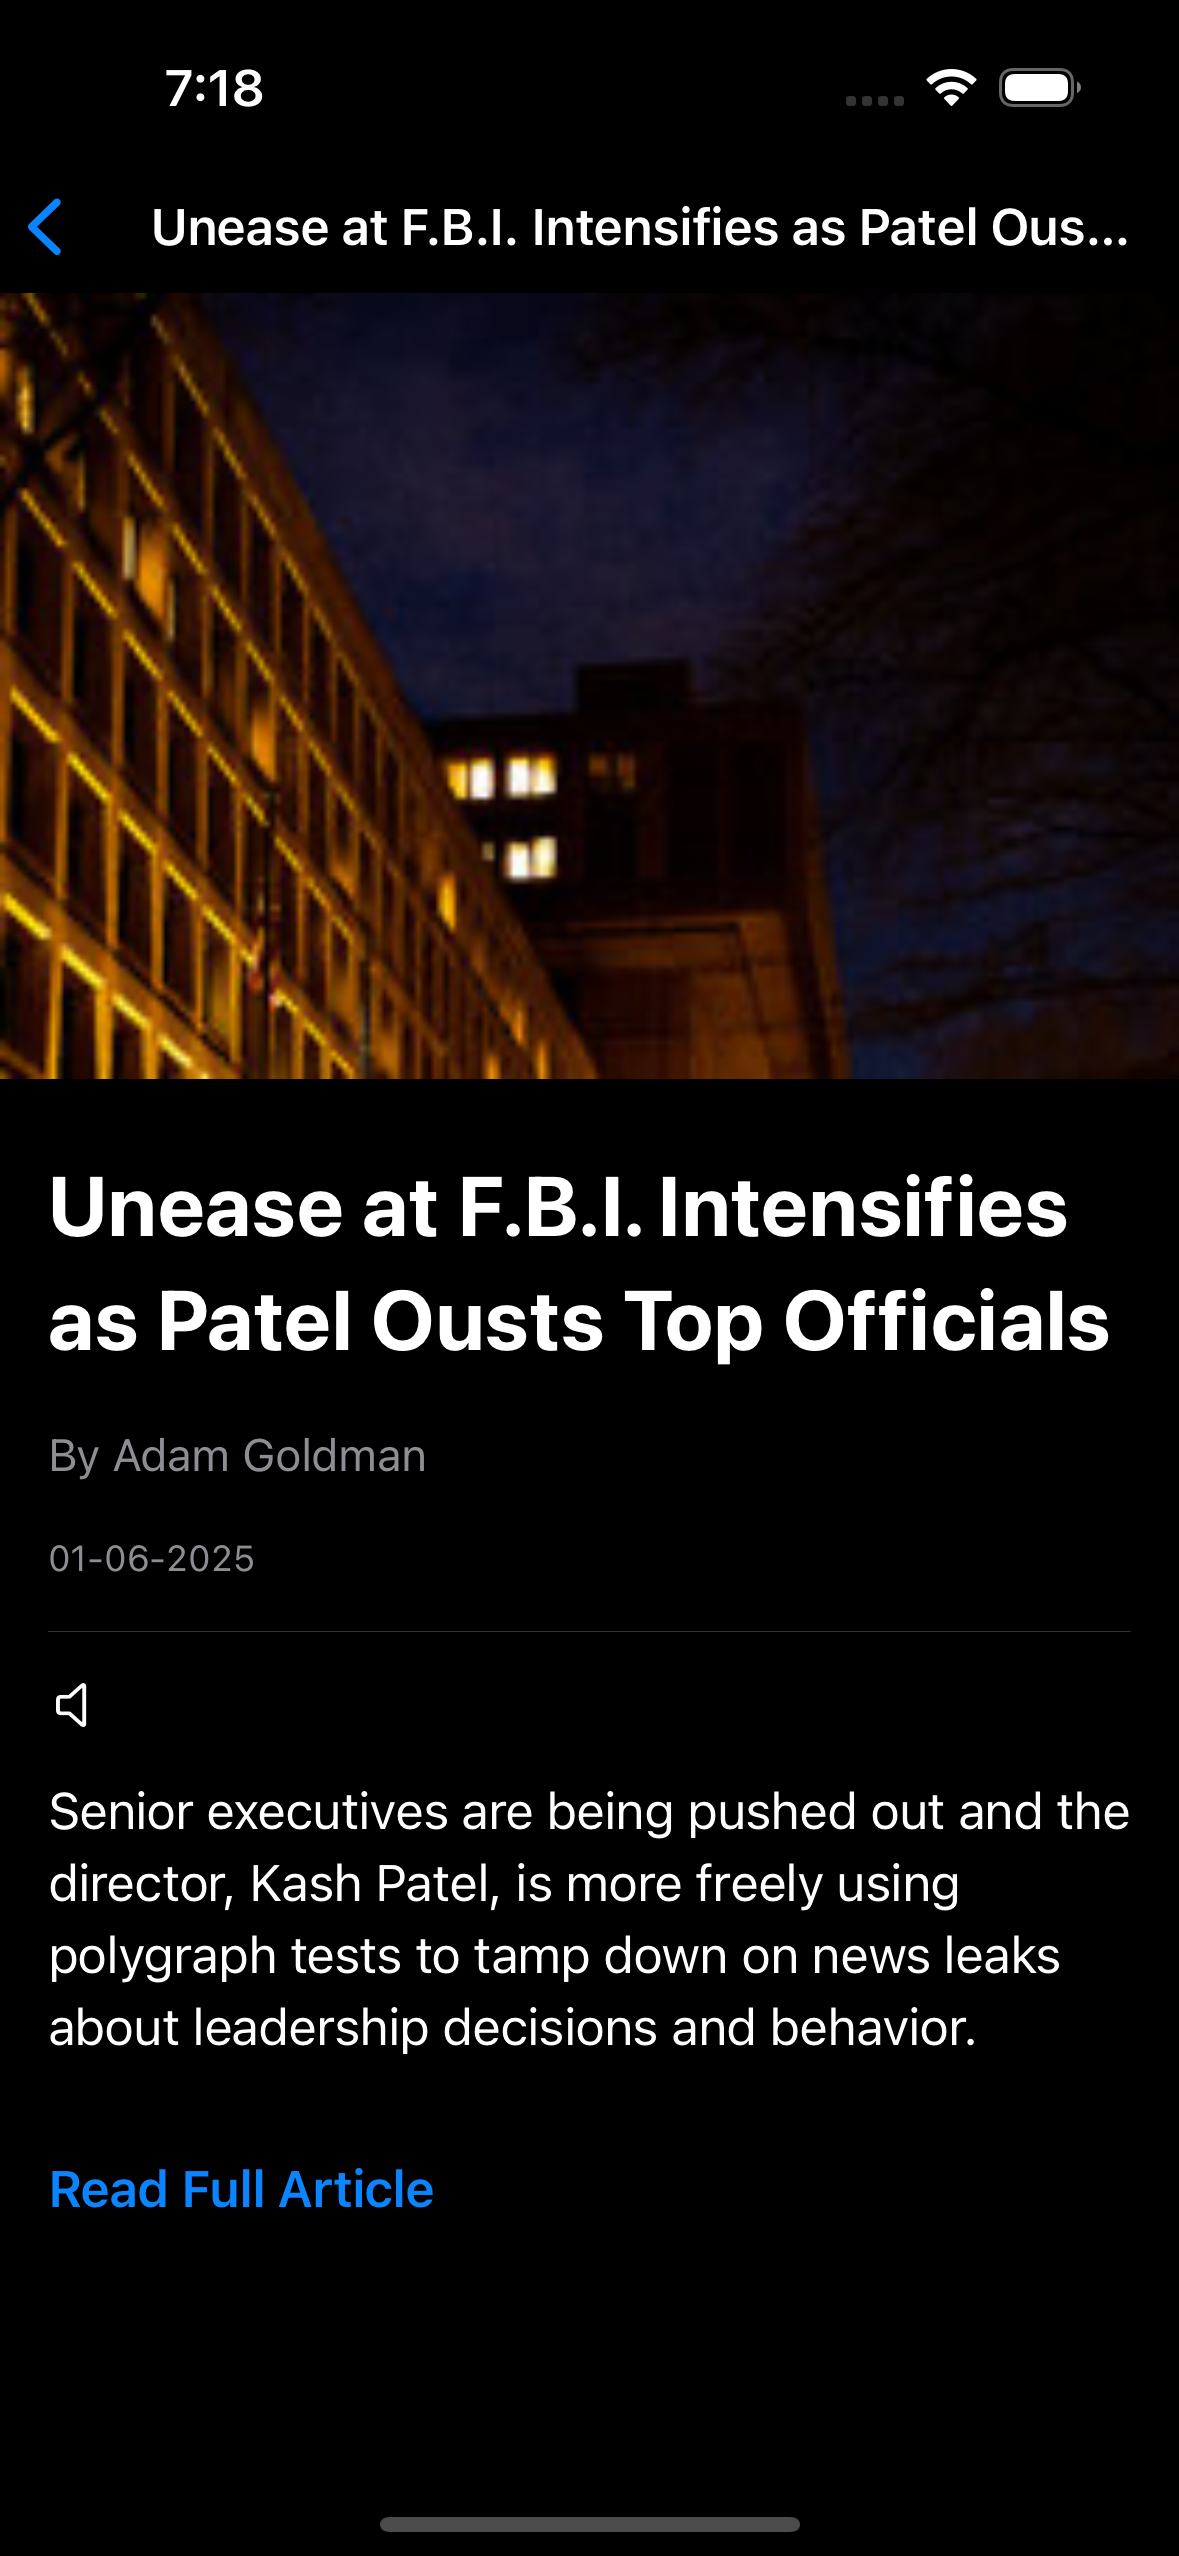 7:18
Unease at F.B.I. Intensifies as Patel Ous...
Unease at F.B.I. Intensifies
as Patel Ousts Top Officials
By Adam Goldman
01-06-2025
Senior executives are being pushed out and the
director, Kash Patel, is more freely using
polygraph tests to tamp down on news leaks
about leadership decisions and behavior.
Read Full Article